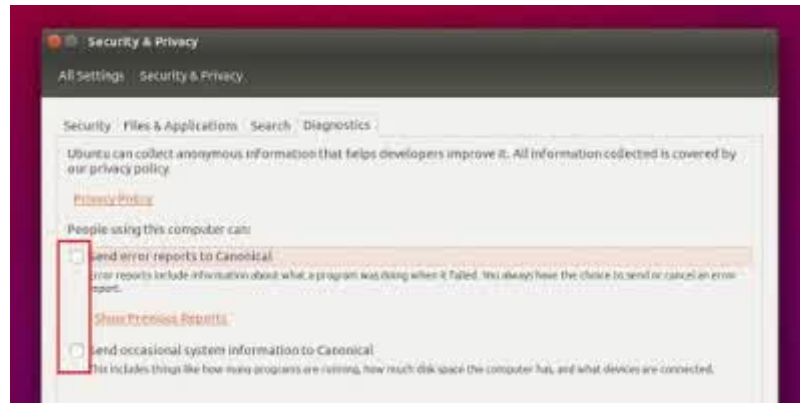 Security & Privacy
All Settings Security & Privacy
Security Files & Applications Search Diagnostics
Ubuntu can collect anonymous information that helps developers improve it. All information collected is covered by
our privacy policy.
Privacy Policy
People using this computer can:
Send error reports to Canonical
Error reports include information about what a program was doing when it failed. You always have the choice to send or cancel an error
report.
Show Previous Reports
Send occasional system information to Canonical
This includes things like how many programs are running, how much disk space the computer has, and what devices are connected.